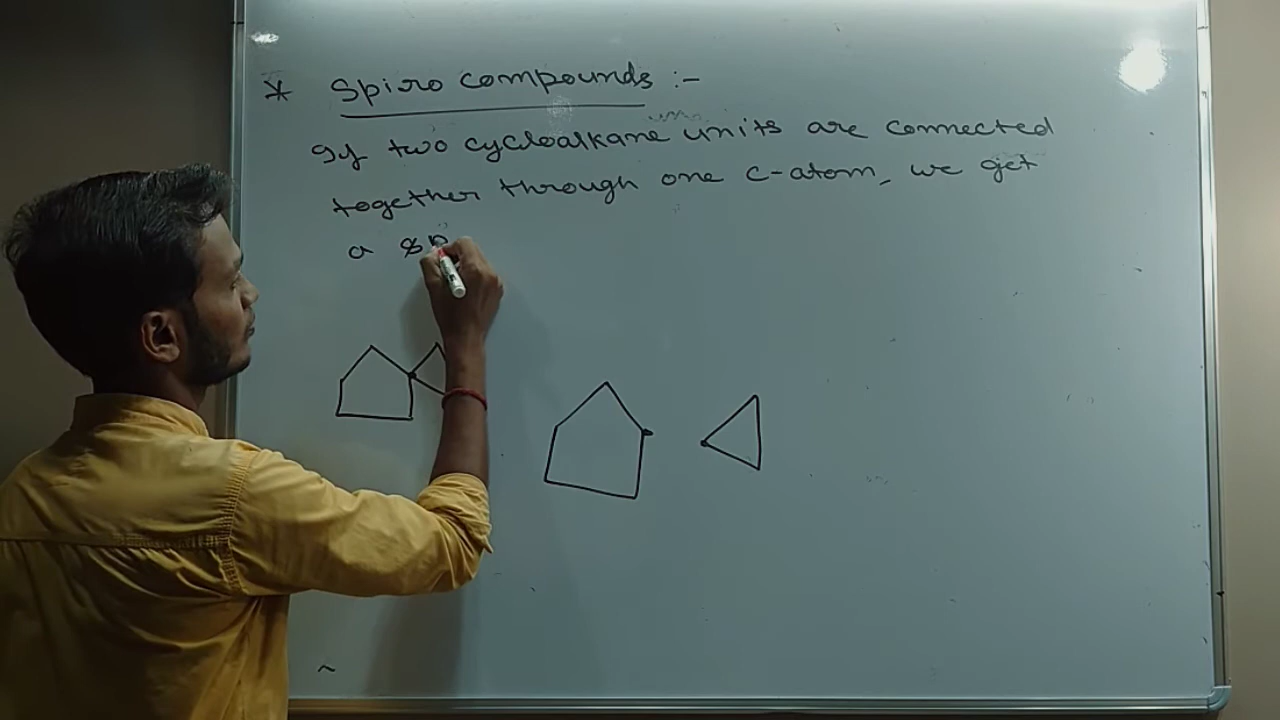 * Spiro compounds :-
If two cycloalkane units are connected
together through one c-atom, we get
a sp